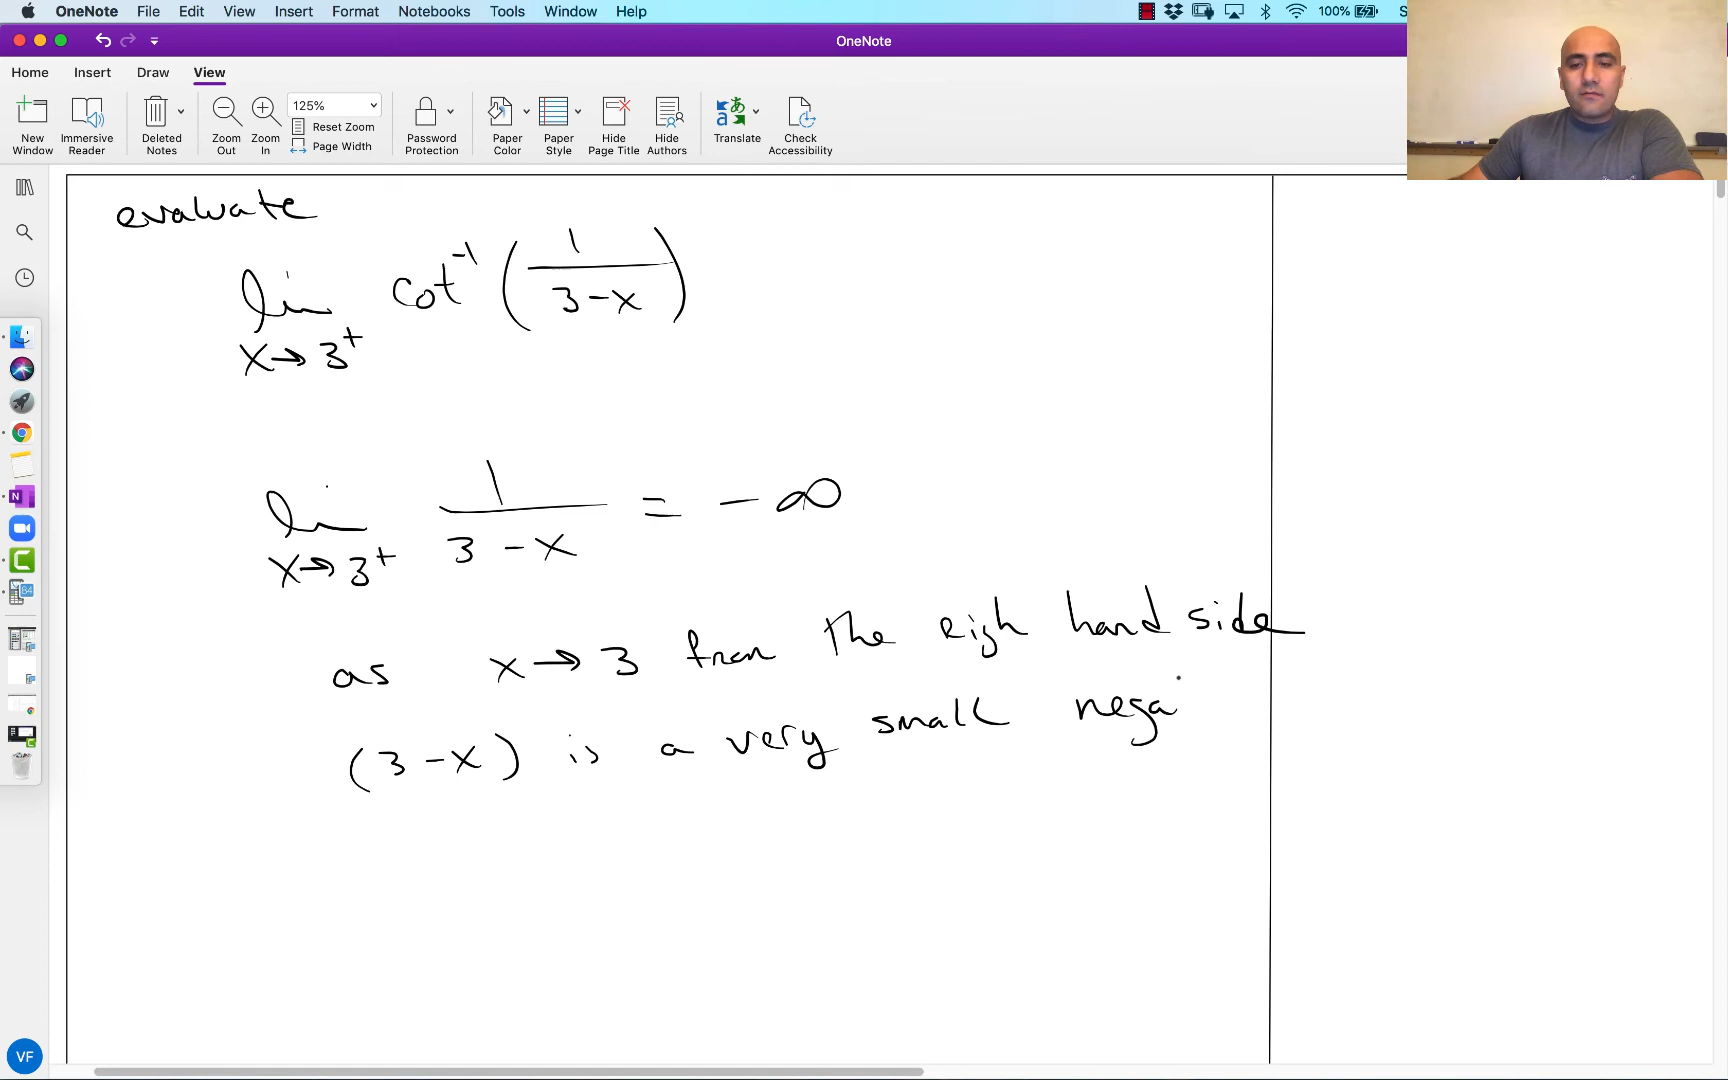 OneNote File Edit View Insert Format Notebooks Tools Window Help 100% S
OneNote
Home Insert Draw View
New Window Immersive Reader Deleted Notes Zoom Out Zoom In 125% Reset Zoom Page Width Password Protection Paper Color Paper Style Hide Page Title Hide Authors Translate Check Accessibility
evaluate
lim x→3⁺ cot⁻¹ (1/(3-x))
lim x→3⁺ 1/(3-x) = -∞
as x→3 from the righ hand side
(3-x) is a very small nega
N
84
VF